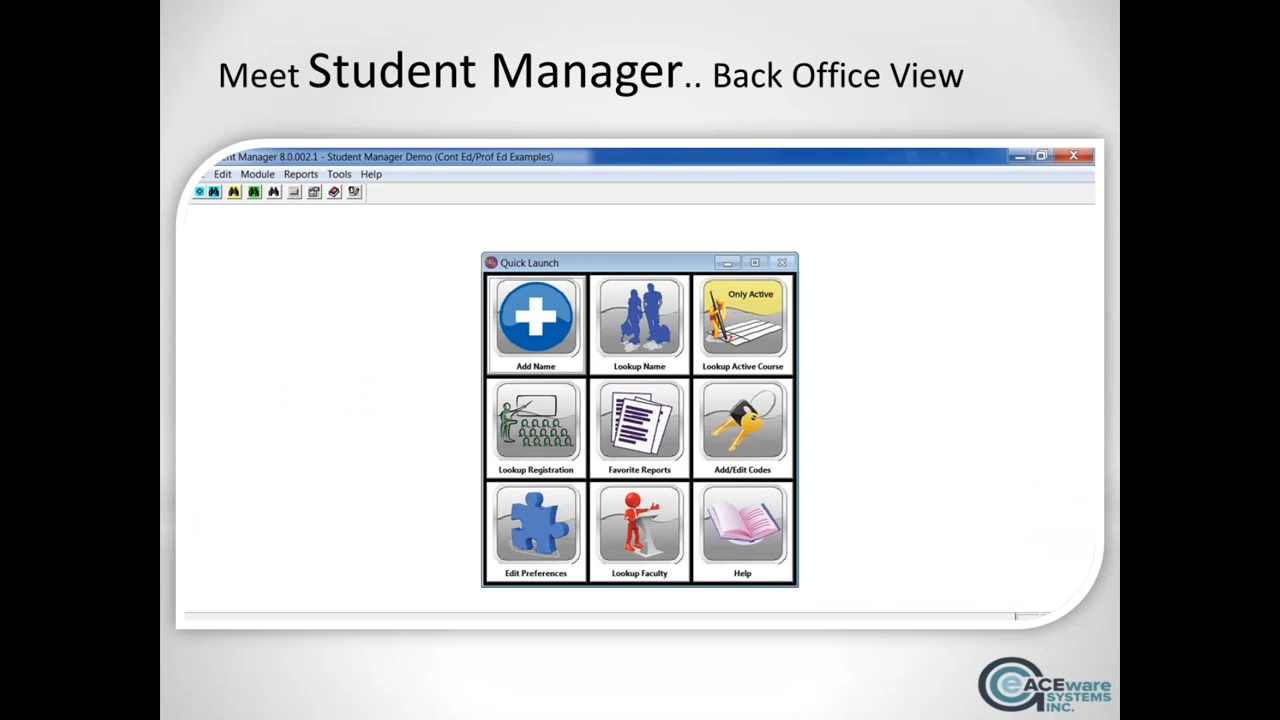 Meet Student Manager.. Back Office View
nt Manager 8.0.002.1 - Student Manager Demo (Cont Ed/Prof Ed Examples)
Edit Module Reports Tools Help
Quick Launch
Only Active
Add Name Lookup Name Lookup Active Course
Lookup Registration Favorite Reports Add/Edit Codes
Edit Preferences Lookup Faculty Help
ACEware
SYSTEMS
INC.